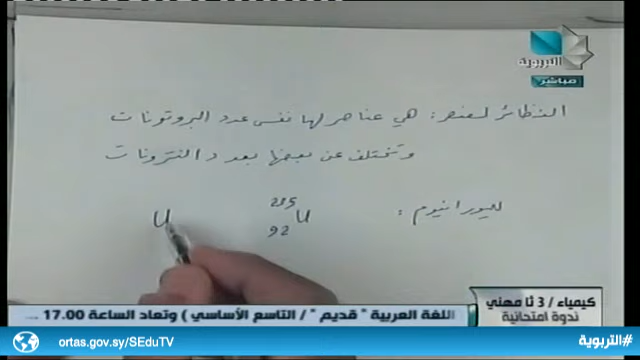 التربوية
مباشر
النظائر لعنصر: هي عناصر لها نفس عدد البروتونات
وتختلف عن بعضها بعدد النترونات
لليورانيوم :
235
92 U
U
كيمياء / 3 ثا مهني
ندوة امتحانية
اللغة العربية " قديم " / التاسع الأساسي ) وتعاد الساعة 17.00
ortas.gov.sy/SEduTV
#التربوية